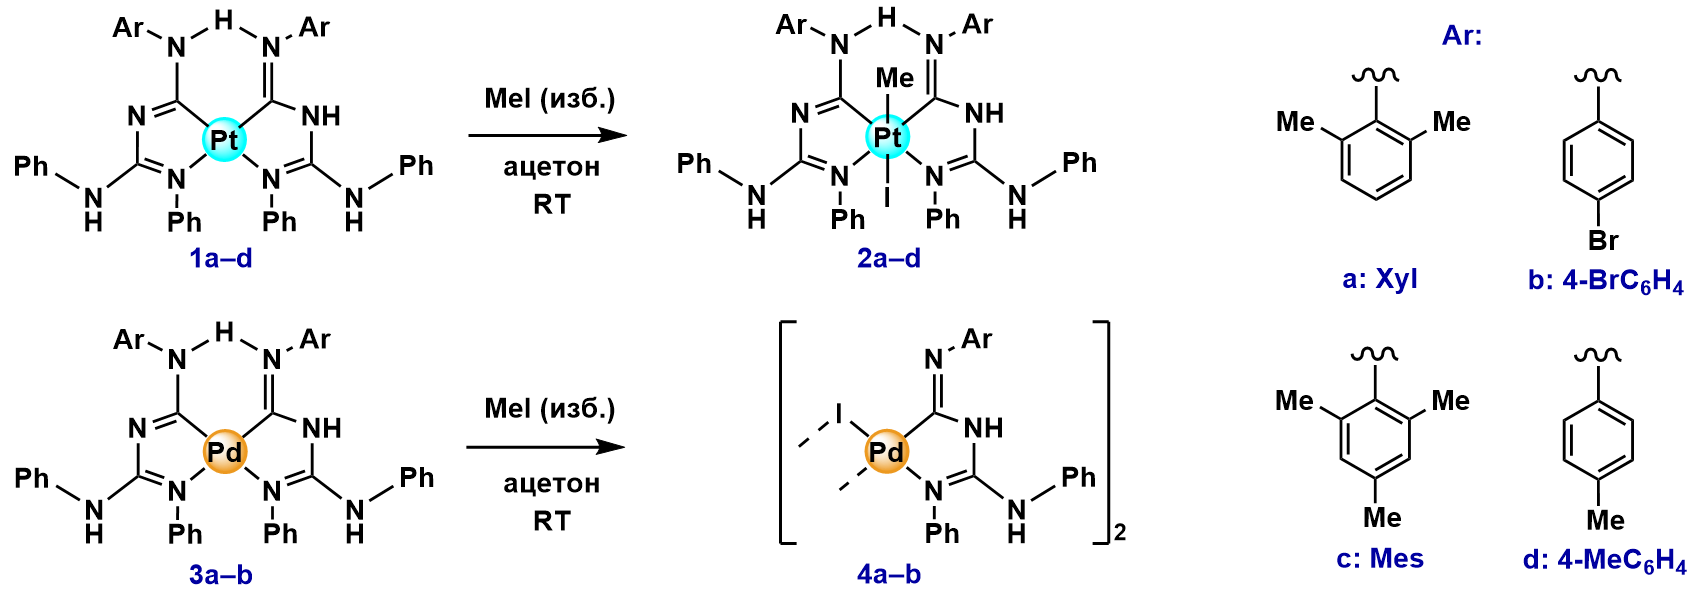 Ar H Ar
N N
N NH
Pt
Ph N N Ph
N H Ph Ph N H
1a–d
MeI (изб.)
ацетон
RT
Ar H Ar
N N
Me
N NH
Pt
Ph N N Ph
N H Ph I Ph N H
2a–d
Ar:
Me Me
Br
a: Xyl b: 4-BrC6H4
Ar H Ar
N N
N NH
Pd
Ph N N Ph
N H Ph Ph N H
3a–b
MeI (изб.)
ацетон
RT
N Ar
I NH
Pd
N Ph
Ph N H
2
4a–b
Me Me
Me Me
c: Mes d: 4-MeC6H4